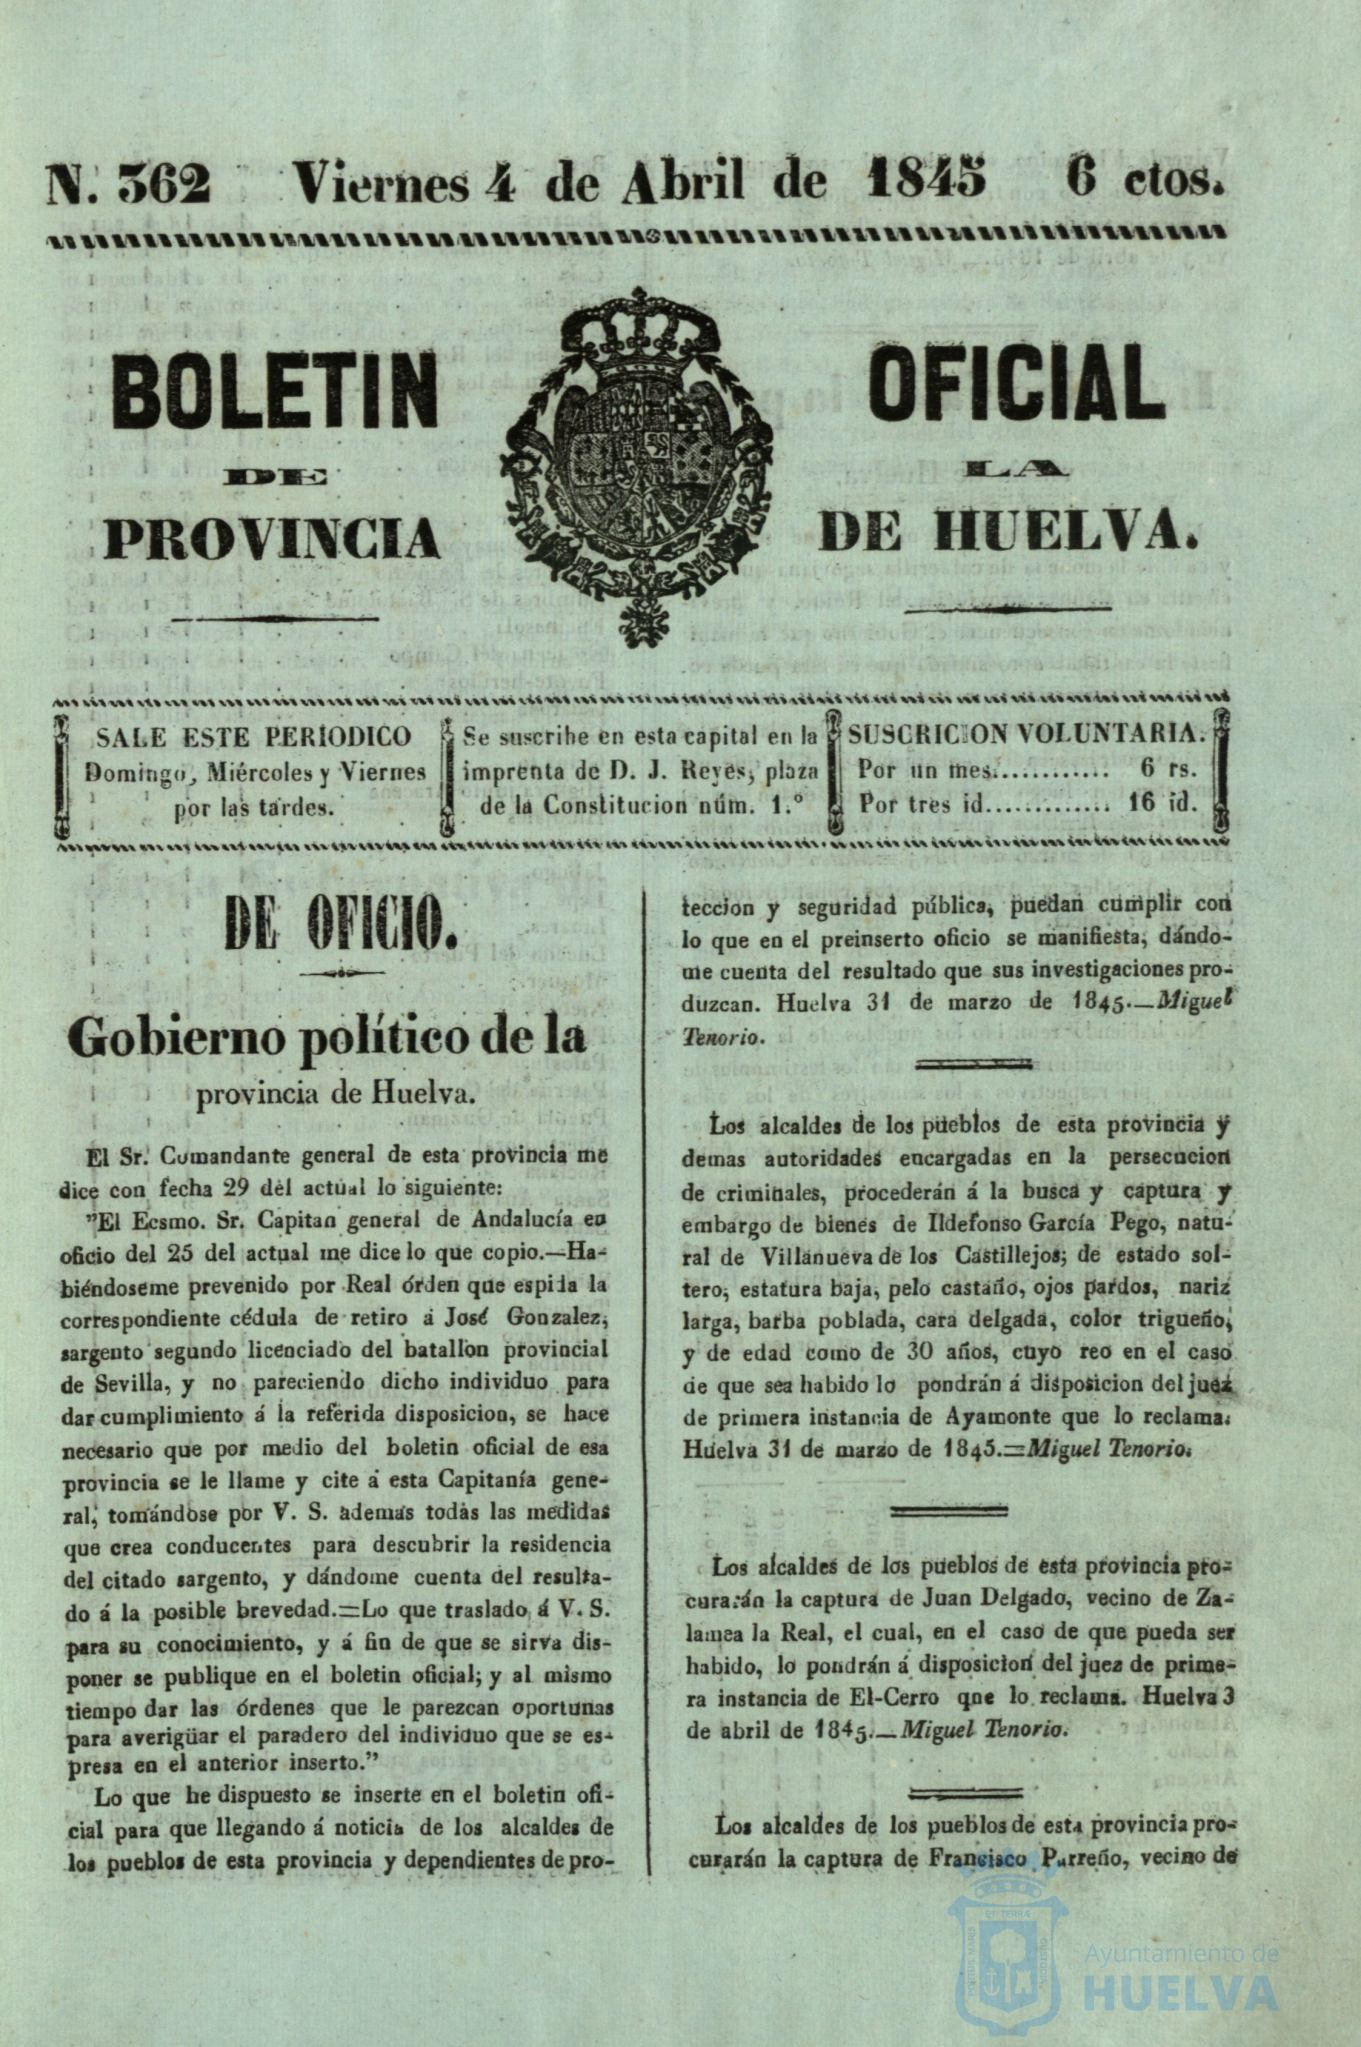 N. 362 Viernes 4 de Abril de 1845 6 ctos.
BOLETIN OFICIAL
DE LA
PROVINCIA DE HUELVA.
SALE ESTE PERIODICO
Domingo, Miércoles y Viernes
por las tardes.
Se suscribe en esta capital en la
imprenta de D. J. Reyes, plaza
de la Constitucion núm. 1.º
SUSCRICION VOLUNTARIA.
Por un mes............ 6 rs.
Por tres id............. 16 id.
DE OFICIO.
Gobierno político de la
provincia de Huelva.
El Sr. Comandante general de esta provincia me
dice con fecha 29 del actual lo siguiente:
"El Ecsmo. Sr. Capitan general de Andalucía en
oficio del 25 del actual me dice lo que copio.—Ha-
biéndoseme prevenido por Real órden que espida la
correspondiente cédula de retiro á José Gonzalez,
sargento segundo licenciado del batallon provincial
de Sevilla, y no pareciendo dicho individuo para
dar cumplimiento á la referida disposicion, se hace
necesario que por medio del boletin oficial de esa
provincia se le llame y cite á esta Capitanía gene-
ral, tomándose por V. S. ademas todas las medidas
que crea conducentes para descubrir la residencia
del citado sargento, y dándome cuenta del resulta-
do á la posible brevedad.=Lo que traslado á V. S.
para su conocimiento, y á fin de que se sirva dis-
poner se publique en el boletin oficial; y al mismo
tiempo dar las órdenes que le parezcan oportunas
para averigüar el paradero del individuo que se es-
presa en el anterior inserto."
Lo que he dispuesto se inserte en el boletin ofi-
cial para que llegando á noticia de los alcaldes de
los pueblos de esta provincia y dependientes de pro-
teccion y seguridad pública, puedan cumplir con
lo que en el preinserto oficio se manifiesta, dándo-
me cuenta del resultado que sus investigaciones pro-
duzcan. Huelva 31 de marzo de 1845.—Miguel
Tenorio.
Los alcaldes de los pueblos de esta provincia y
demas autoridades encargadas en la persecucion
de criminales, procederán á la busca y captura y
embargo de bienes de Ildefonso García Pego, natu-
ral de Villanueva de los Castillejos; de estado sol-
tero, estatura baja, pelo castaño, ojos pardos, nariz
larga, barba poblada, cara delgada, color trigueño,
y de edad como de 30 años, cuyo reo en el caso
de que sea habido lo pondrán á disposicion del juez
de primera instancia de Ayamonte que lo reclama.
Huelva 31 de marzo de 1845.=Miguel Tenorio.
Los alcaldes de los pueblos de esta provincia pro-
curarán la captura de Juan Delgado, vecino de Za-
lamea la Real, el cual, en el caso de que pueda ser
habido, lo pondrán á disposicion del juez de prime-
ra instancia de El-Cerro qne lo reclama. Huelva 3
de abril de 1845.—Miguel Tenorio.
Los alcaldes de los pueblos de esta provincia pro-
curarán la captura de Francisco Parreño, vecino de
Ayuntamiento de
HUELVA